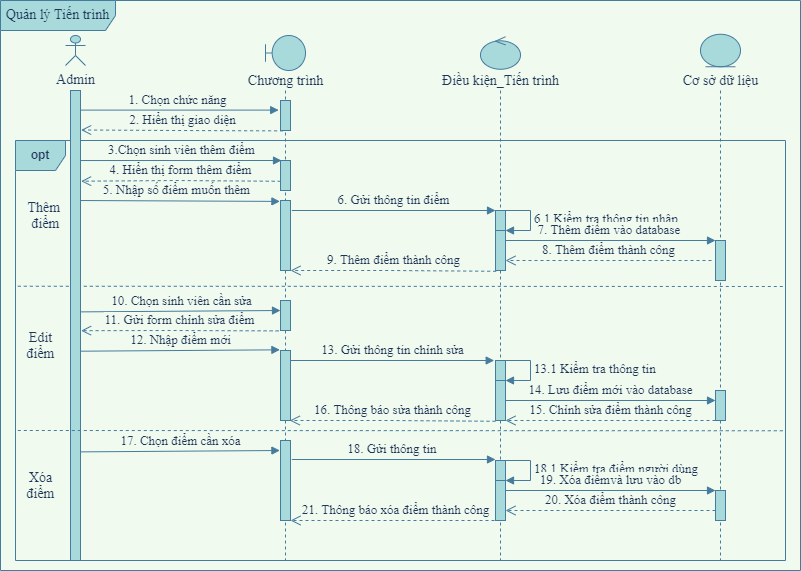 Quản lý Tiến trình
Admin
Chương trình
Điều kiện_Tiến trình
Cơ sở dữ liệu
1. Chọn chức năng
2. Hiển thị giao diện
opt
3.Chọn sinh viên thêm điểm
4. Hiển thị form thêm điểm
5. Nhập số điểm muốn thêm
Thêm
điểm
6. Gửi thông tin điểm
6.1 Kiểm tra thông tin nhập
7. Thêm điểm vào database
8. Thêm điểm thành công
9. Thêm điểm thành công
10. Chọn sinh viên cần sửa
11. Gửi form chỉnh sửa điểm
12. Nhập điểm mới
Edit
điểm
13. Gửi thông tin chỉnh sửa
13.1 Kiểm tra thông tin
14. Lưu điểm mới vào database
15. Chỉnh sửa điểm thành công
16. Thông báo sửa thành công
17. Chọn điểm cần xóa
18. Gửi thông tin
Xóa
điểm
18.1 Kiểm tra điểm người dùng
19. Xóa điểmvà lưu vào db
20. Xóa điểm thành công
21. Thông báo xóa điểm thành công